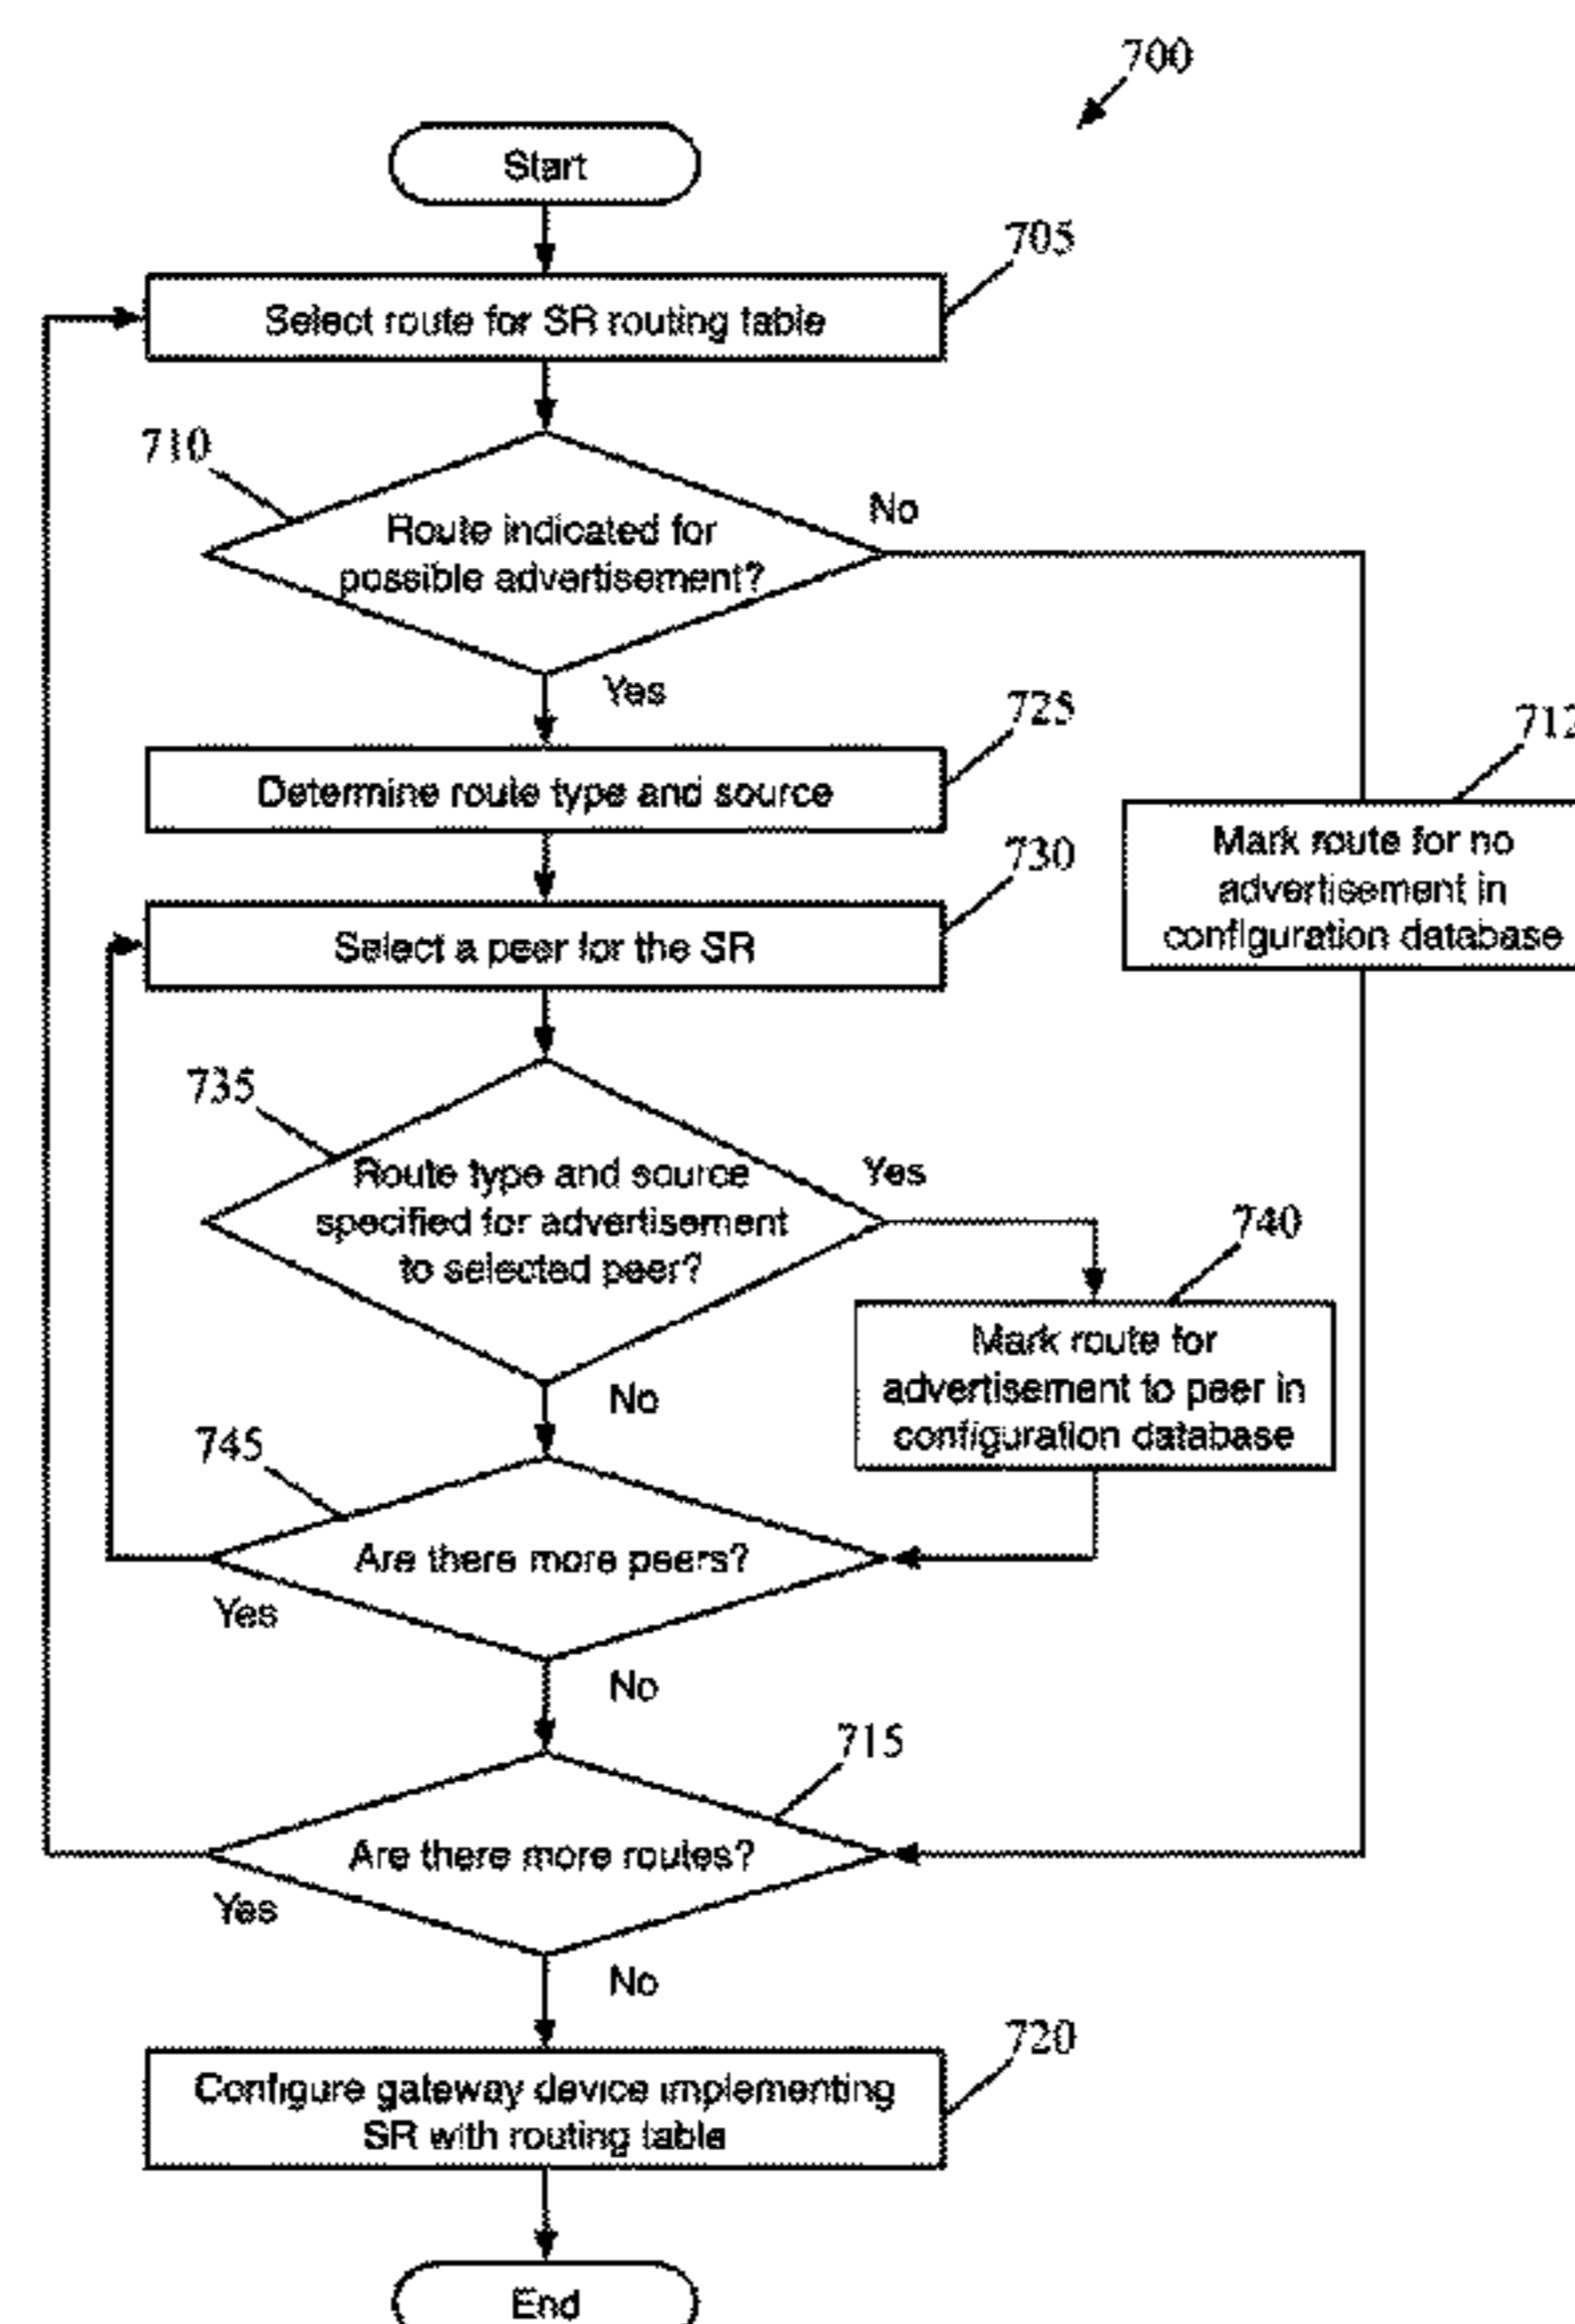 700
Start
705
Select route for SR routing table
710
Route indicated for
possible advertisement?
No
Yes
725
Determine route type and source
712
Mark route for no
advertisement in
configuration database
730
Select a peer for the SR
735
Route type and source
specified for advertisement
to selected peer?
Yes
740
Mark route for
advertisement to peer in
configuration database
No
745
Are there more peers?
Yes
No
715
Are there more routes?
Yes
No
720
Configure gateway device implementing
SR with routing table
End